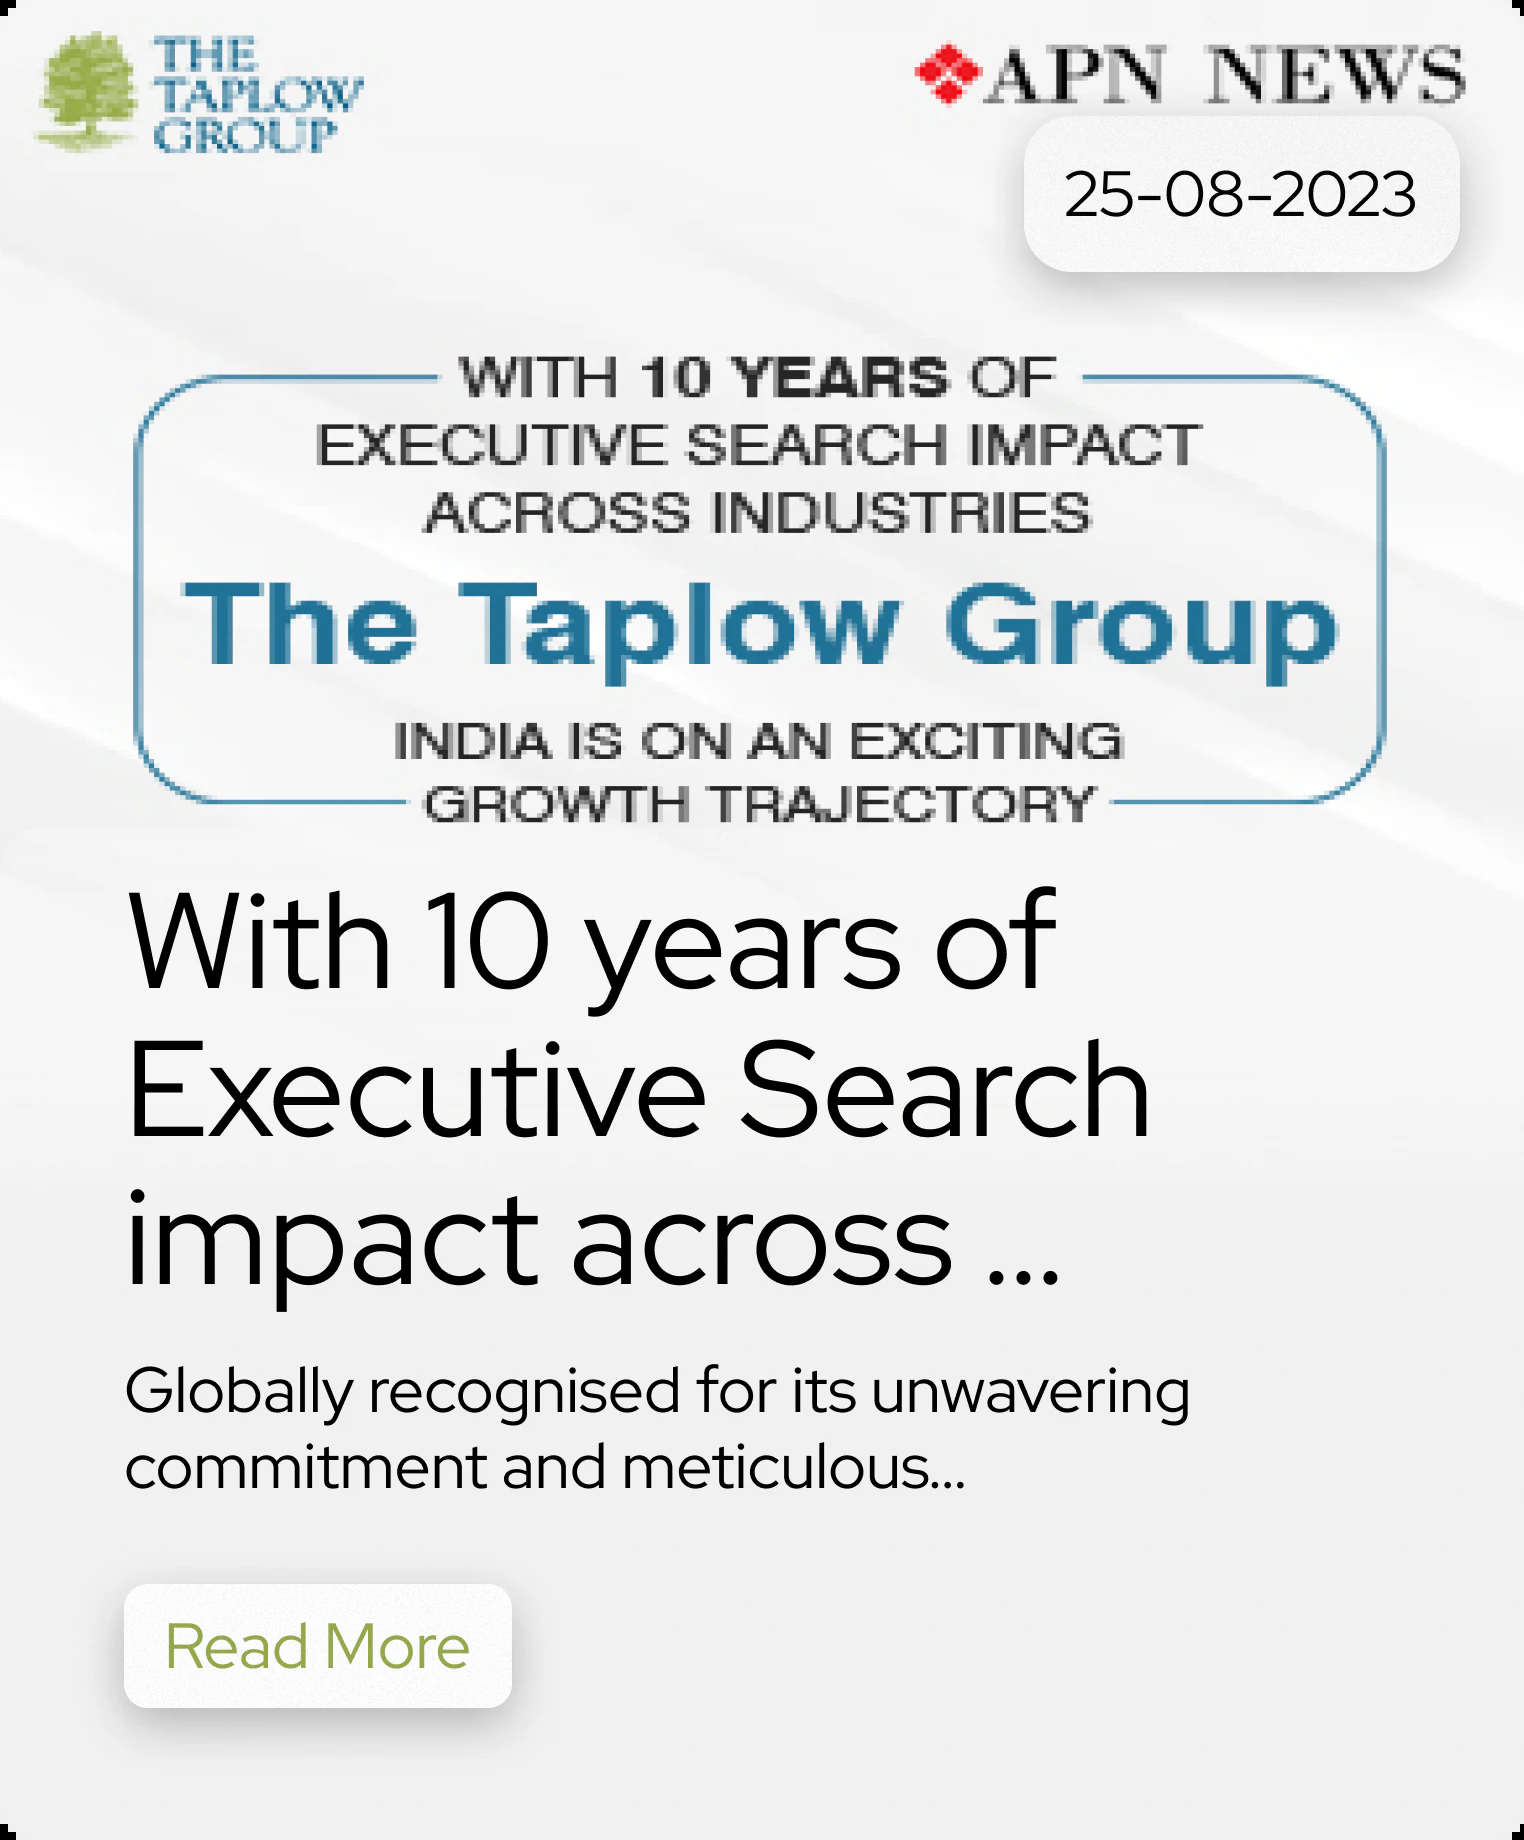 THE
TAPLOW
GROUP
APN NEWS
25-08-2023
WITH 10 YEARS OF
EXECUTIVE SEARCH IMPACT
ACROSS INDUSTRIES
The Taplow Group
INDIA IS ON AN EXCITING
GROWTH TRAJECTORY
With 10 years of
Executive Search
impact across ...
Globally recognised for its unwavering
commitment and meticulous...
Read More